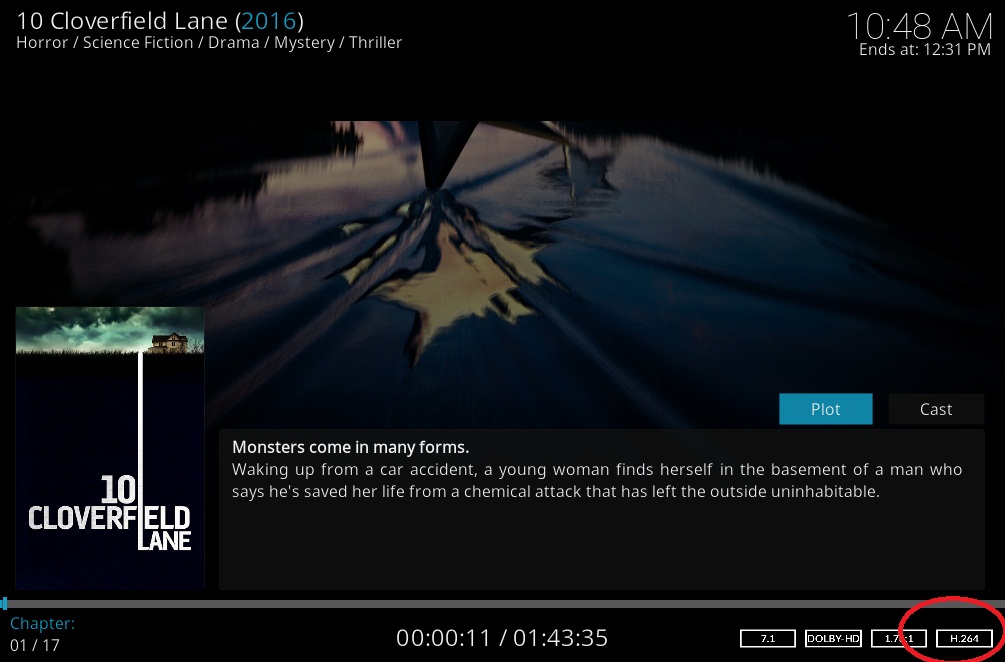 10 Cloverfield Lane (2016)
Horror / Science Fiction / Drama / Mystery / Thriller
10:48 AM
Ends at: 12:31 PM
10
CLOVERFIELD
LANE
Plot
Cast
Monsters come in many forms.
Waking up from a car accident, a young woman finds herself in the basement of a man who
says he's saved her life from a chemical attack that has left the outside uninhabitable.
Chapter:
01 / 17
00:00:11 / 01:43:35
7.1
DOLBY-HD
H.264